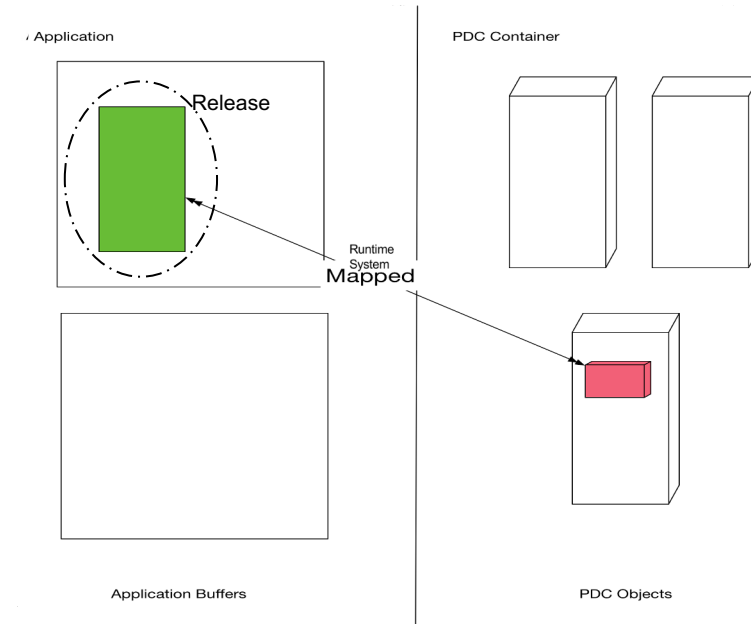 Application
PDC Container
Release
Runtime
System
Mapped
Application Buffers
PDC Objects